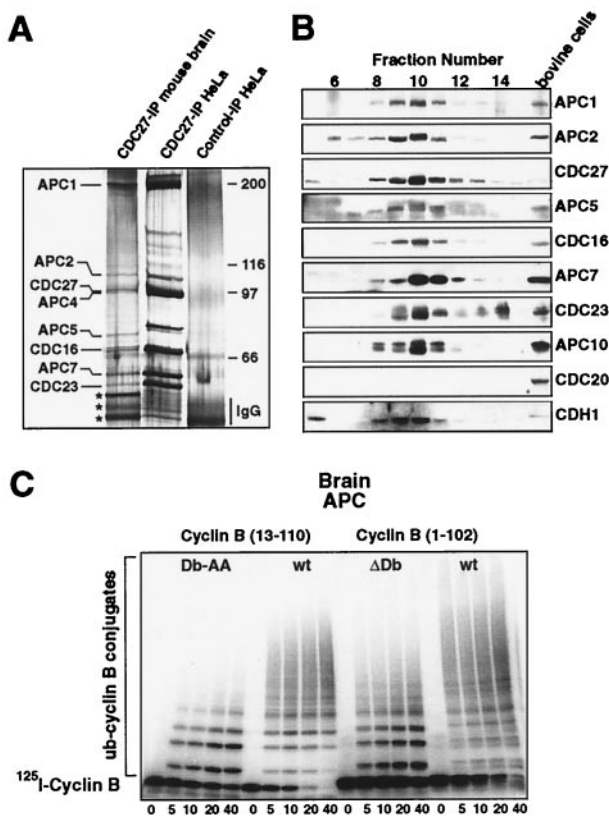 A
CDC27-IP mouse brain
CDC27-IP HeLa
Control-IP HeLa
APC1
APC2
CDC27
APC4
APC5
CDC16
APC7
CDC23
*
*
*
200
116
97
66
IgG
B
Fraction Number
6 8 10 12 14
bovine cells
APC1
APC2
CDC27
APC5
CDC16
APC7
CDC23
APC10
CDC20
CDH1
C
Brain
APC
Cyclin B (13-110) Cyclin B (1-102)
Db-AA wt ΔDb wt
ub-cyclin B conjugates
125I-Cyclin B
0 5 10 20 40 0 5 10 20 40 0 5 10 20 40 0 5 10 20 40